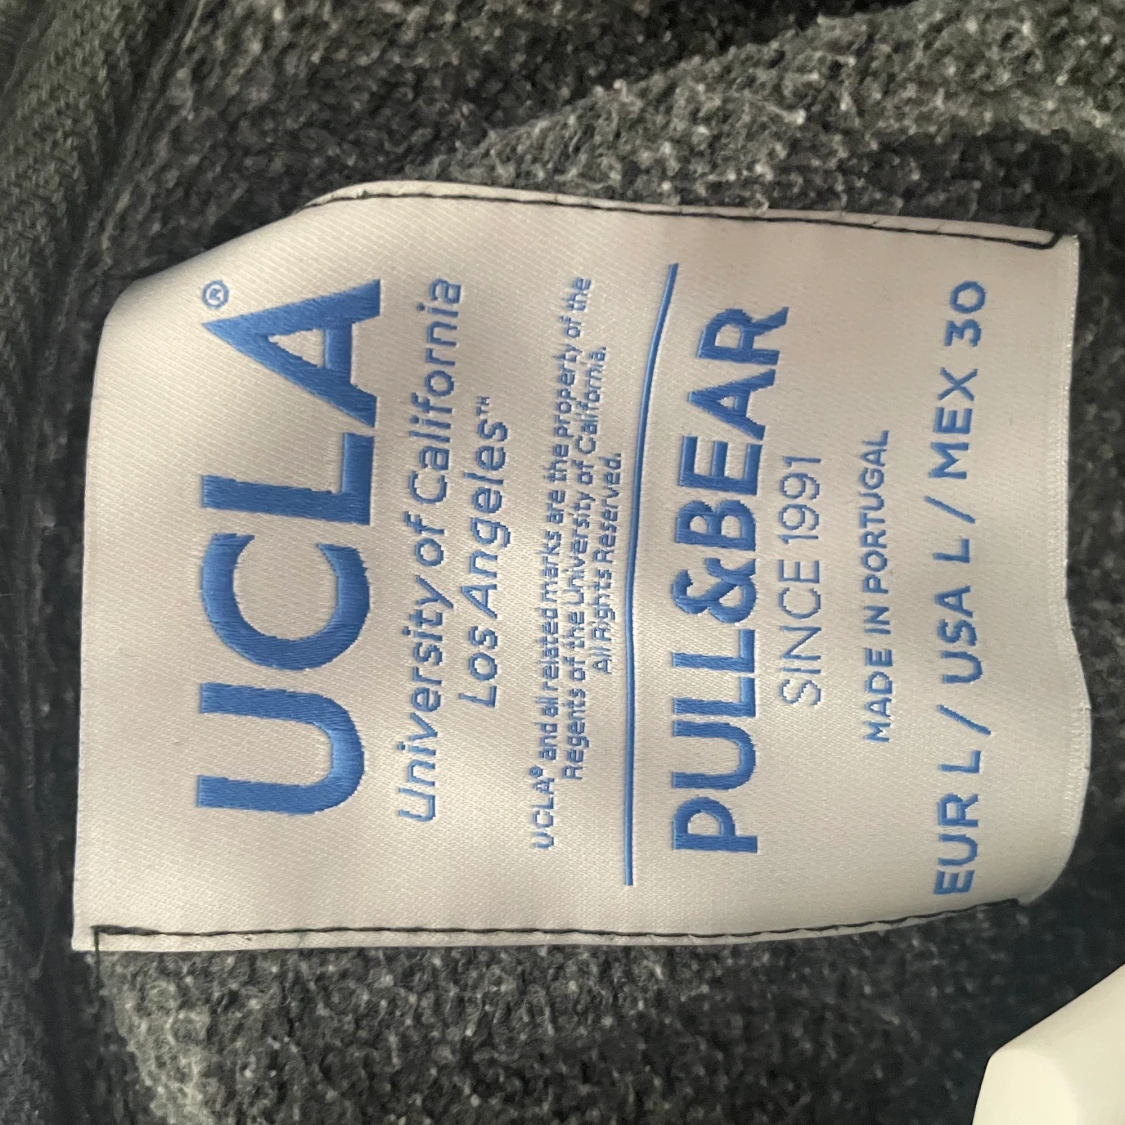 UCLA®
University of California
Los Angeles™
UCLA® and all related marks are the property of the
Regents of the University of California.
All Rights Reserved.
PULL&BEAR
SINCE 1991
MADE IN PORTUGAL
EUR L / USA L / MEX 30